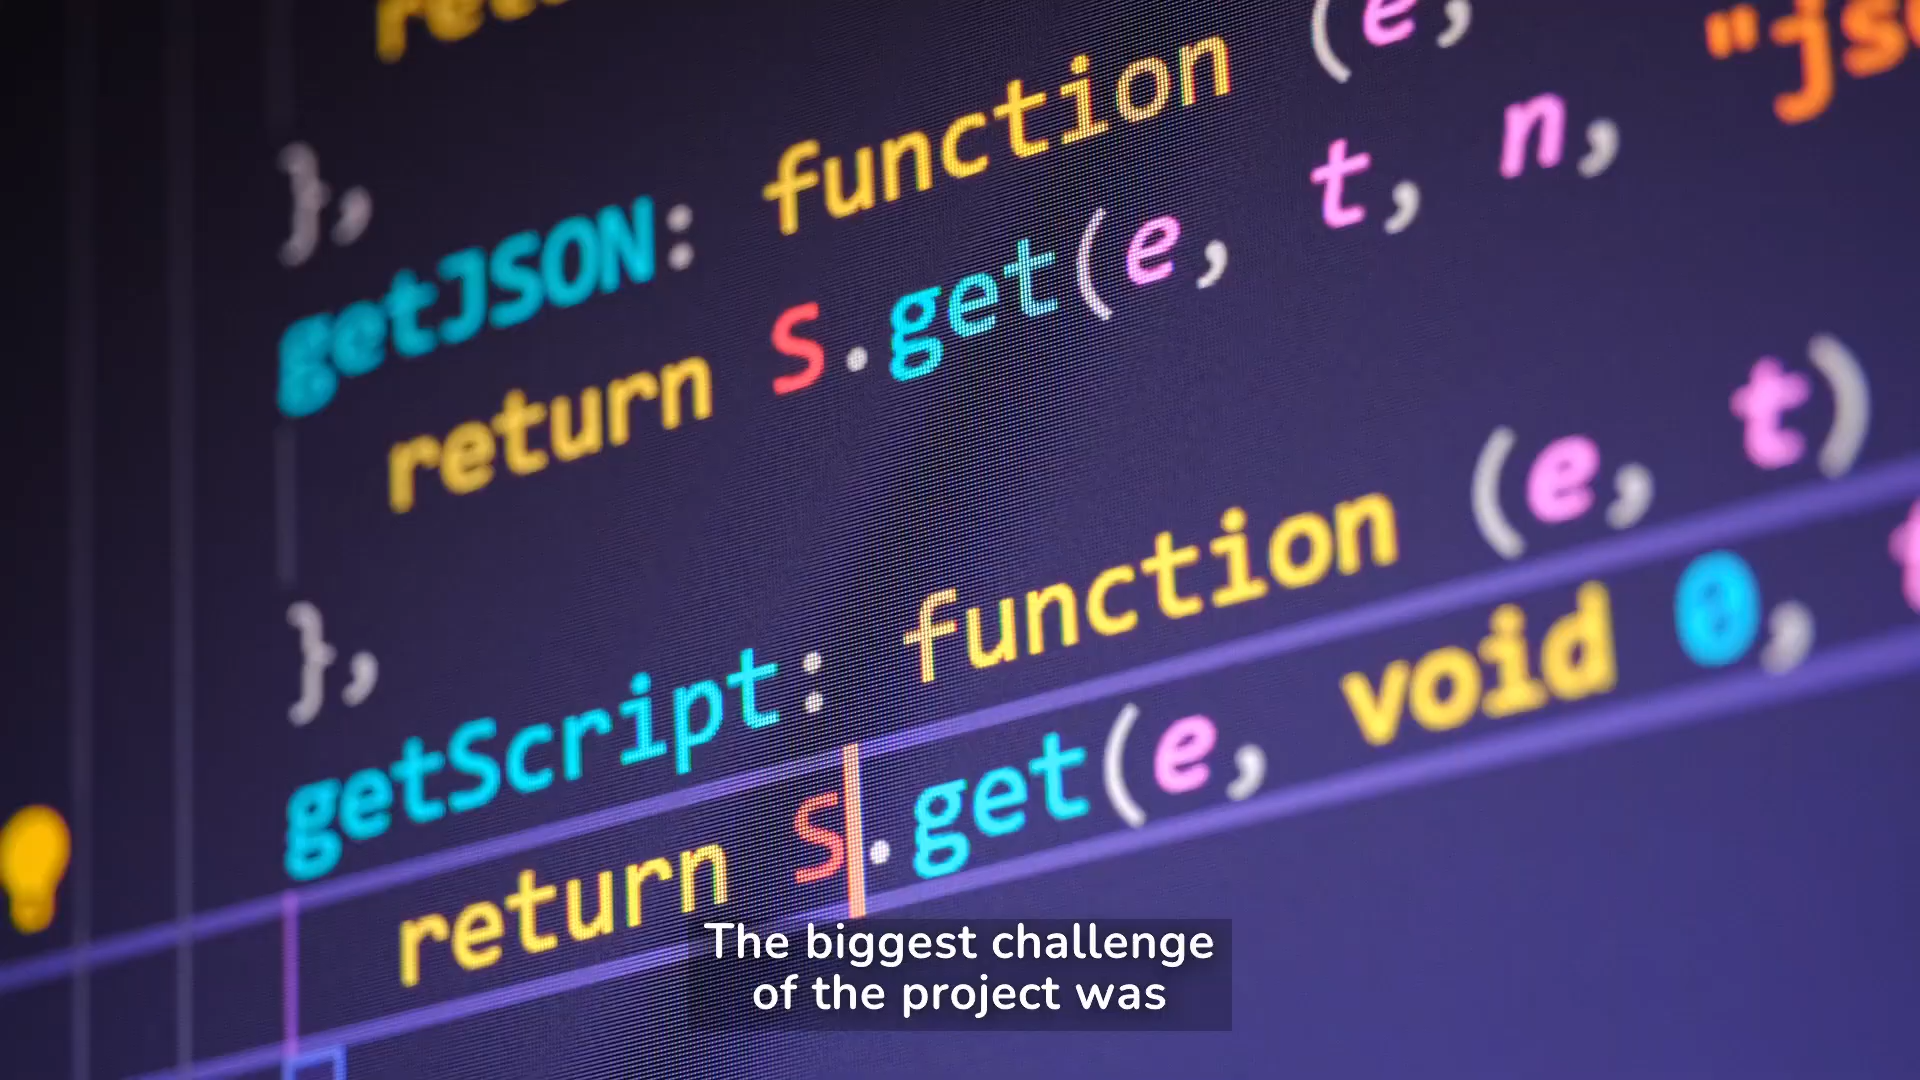 },
getJSON: function (e,
return S.get(e, t, n,
},
getScript: function (e, t)
return S.get(e, void 0,
The biggest challenge
of the project was